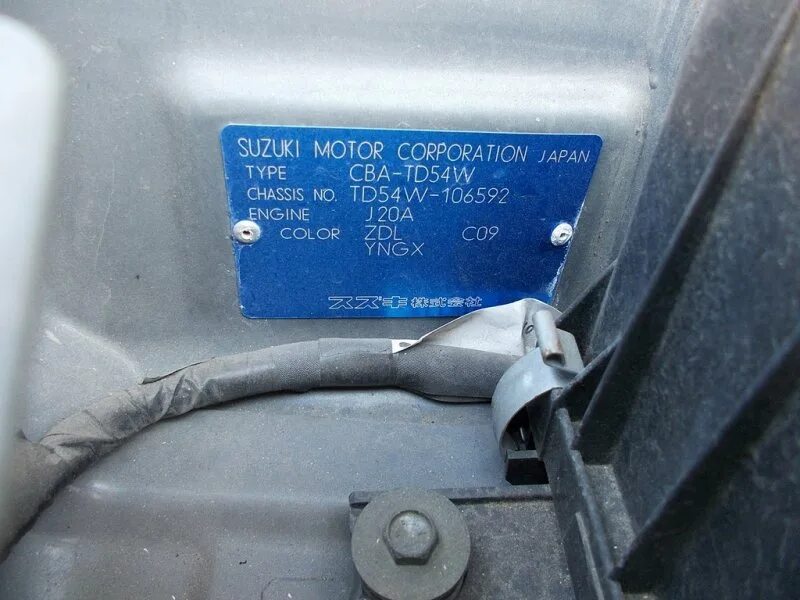 SUZUKI MOTOR CORPORATION JAPAN
TYPE CBA-TD54W
CHASSIS NO. TD54W-106592
ENGINE J20A
COLOR ZDL C09
YNGX
スズキ株式会社